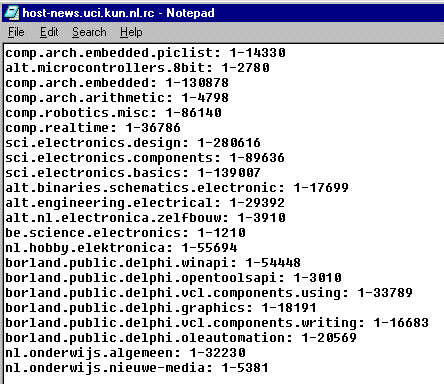 host-news.uci.kun.nl.rc - Notepad
File Edit Search Help
comp.arch.embedded.piclist: 1-14330
alt.microcontrollers.8bit: 1-2780
comp.arch.embedded: 1-130878
comp.arch.arithmetic: 1-4798
comp.robotics.misc: 1-86140
comp.realtime: 1-36786
sci.electronics.design: 1-280616
sci.electronics.components: 1-89636
sci.electronics.basics: 1-139007
alt.binaries.schematics.electronic: 1-17699
alt.engineering.electrical: 1-29392
alt.nl.electronica.zelfbouw: 1-3910
be.science.electronics: 1-1210
nl.hobby.elektronica: 1-55694
borland.public.delphi.winapi: 1-54448
borland.public.delphi.opentoolsapi: 1-3010
borland.public.delphi.vcl.components.using: 1-33789
borland.public.delphi.graphics: 1-18191
borland.public.delphi.vcl.components.writing: 1-16683
borland.public.delphi.oleautomation: 1-20569
nl.onderwijs.algemeen: 1-32230
nl.onderwijs.nieuwe-media: 1-5381